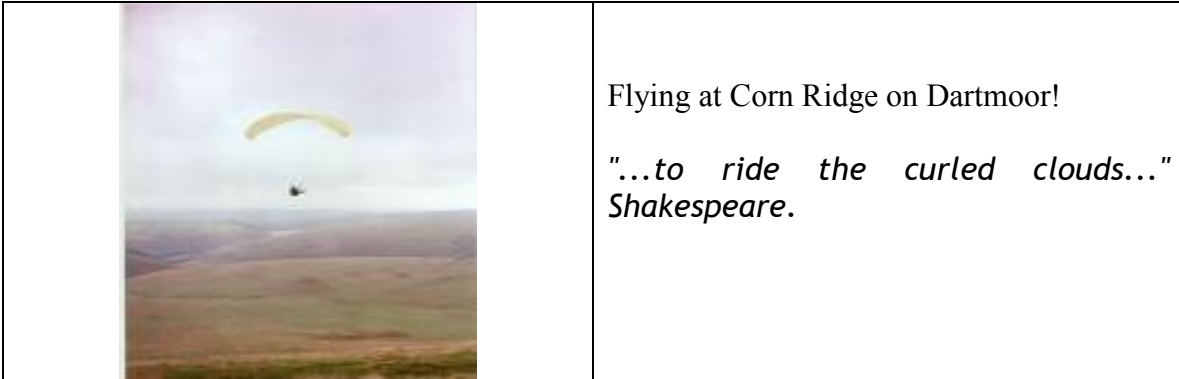 Flying at Corn Ridge on Dartmoor!
"...to ride the curled clouds..."
Shakespeare.